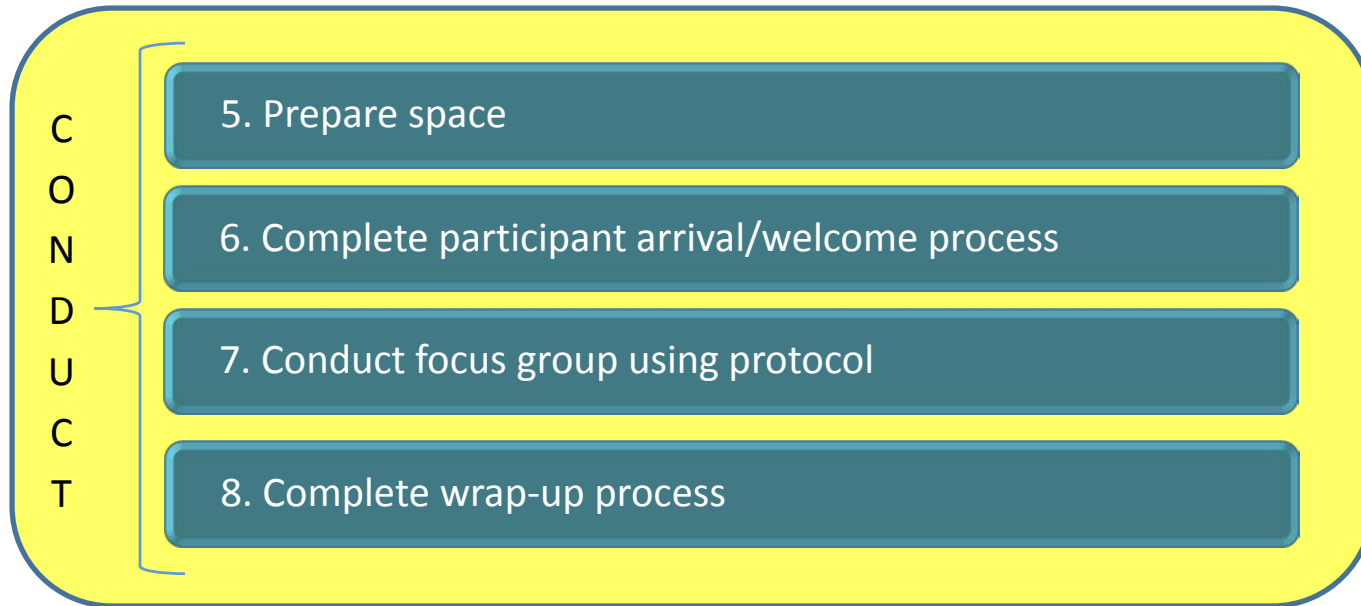 CONDUCT
5. Prepare space
6. Complete participant arrival/welcome process
7. Conduct focus group using protocol
8. Complete wrap-up process